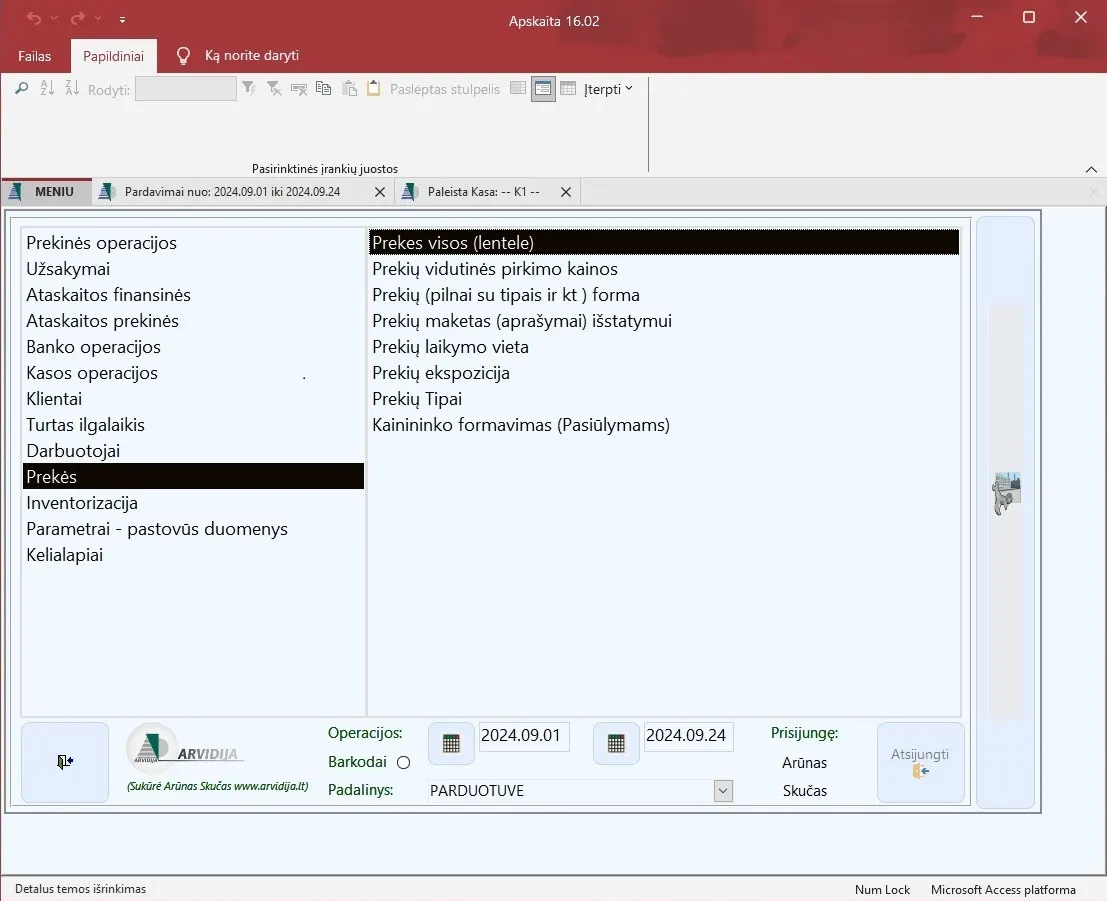 Apskaita 16.02
Failas Papildiniai Ką norite daryti
Rodyti: Paslėptas stulpelis Įterpti
Pasirinktinės įrankių juostos
MENIU Pardavimai nuo: 2024.09.01 iki 2024.09.24 Paleista Kasa: -- K1 --
Prekinės operacijos
Užsakymai
Ataskaitos finansinės
Ataskaitos prekinės
Banko operacijos
Kasos operacijos .
Klientai
Turtas ilgalaikis
Darbuotojai
Prekės
Inventorizacija
Parametrai - pastovūs duomenys
Kelialapiai
Prekes visos (lentele)
Prekių vidutinės pirkimo kainos
Prekių (pilnai su tipais ir kt ) forma
Prekių maketas (aprašymai) išstatymui
Prekių laikymo vieta
Prekių ekspozicija
Prekių Tipai
Kainininko formavimas (Pasiūlymams)
ARVIDIJA
ARVIDIJA
(Sukūrė Arūnas Skučas www.arvidija.lt)
Operacijos: 2024.09.01 2024.09.24
Barkodai
Padalinys: PARDUOTUVE
Prisijungę:
Arūnas
Skučas
Atsijungti
Detalus temos išrinkimas Num Lock Microsoft Access platforma